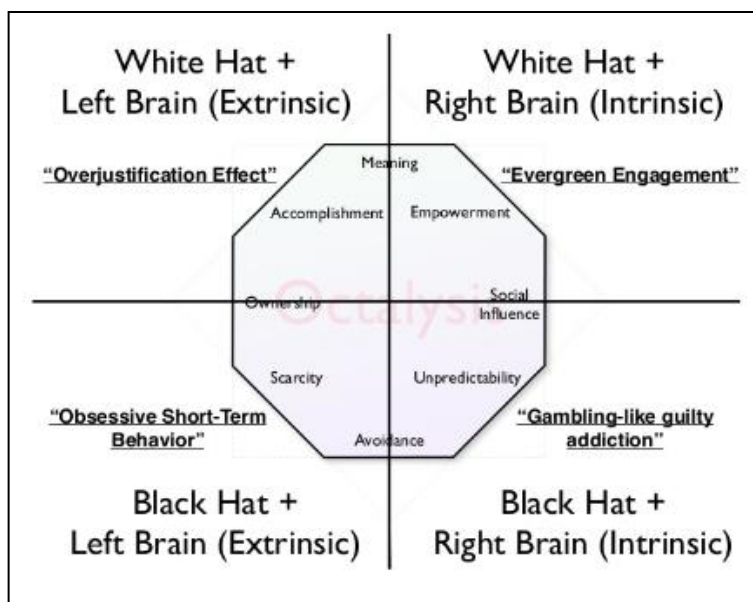 White Hat +
Left Brain (Extrinsic)
White Hat +
Right Brain (Intrinsic)
“Overjustification Effect”
“Evergreen Engagement”
Meaning
Accomplishment
Empowerment
Ownership
Octalysis
Social
Influence
Scarcity
Unpredictability
“Obsessive Short-Term
Behavior”
“Gambling-like guilty
addiction”
Avoidance
Black Hat +
Left Brain (Extrinsic)
Black Hat +
Right Brain (Intrinsic)